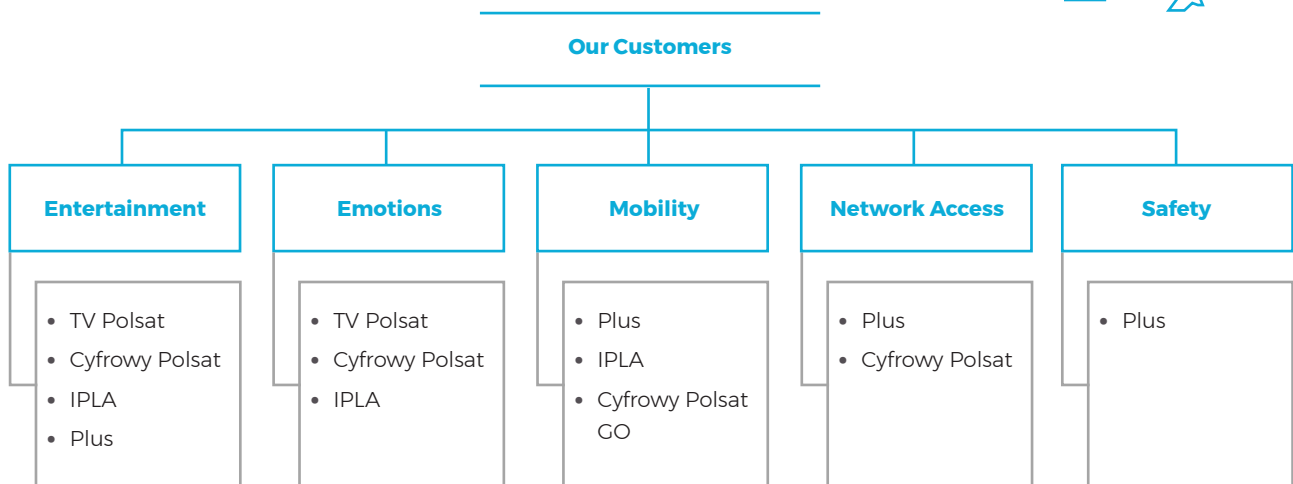 Our Customers
Entertainment
Emotions
Mobility
Network Access
Safety
• TV Polsat
• Cyfrowy Polsat
• IPLA
• Plus
• TV Polsat
• Cyfrowy Polsat
• IPLA
• Plus
• IPLA
• Cyfrowy Polsat
GO
• Plus
• Cyfrowy Polsat
• Plus